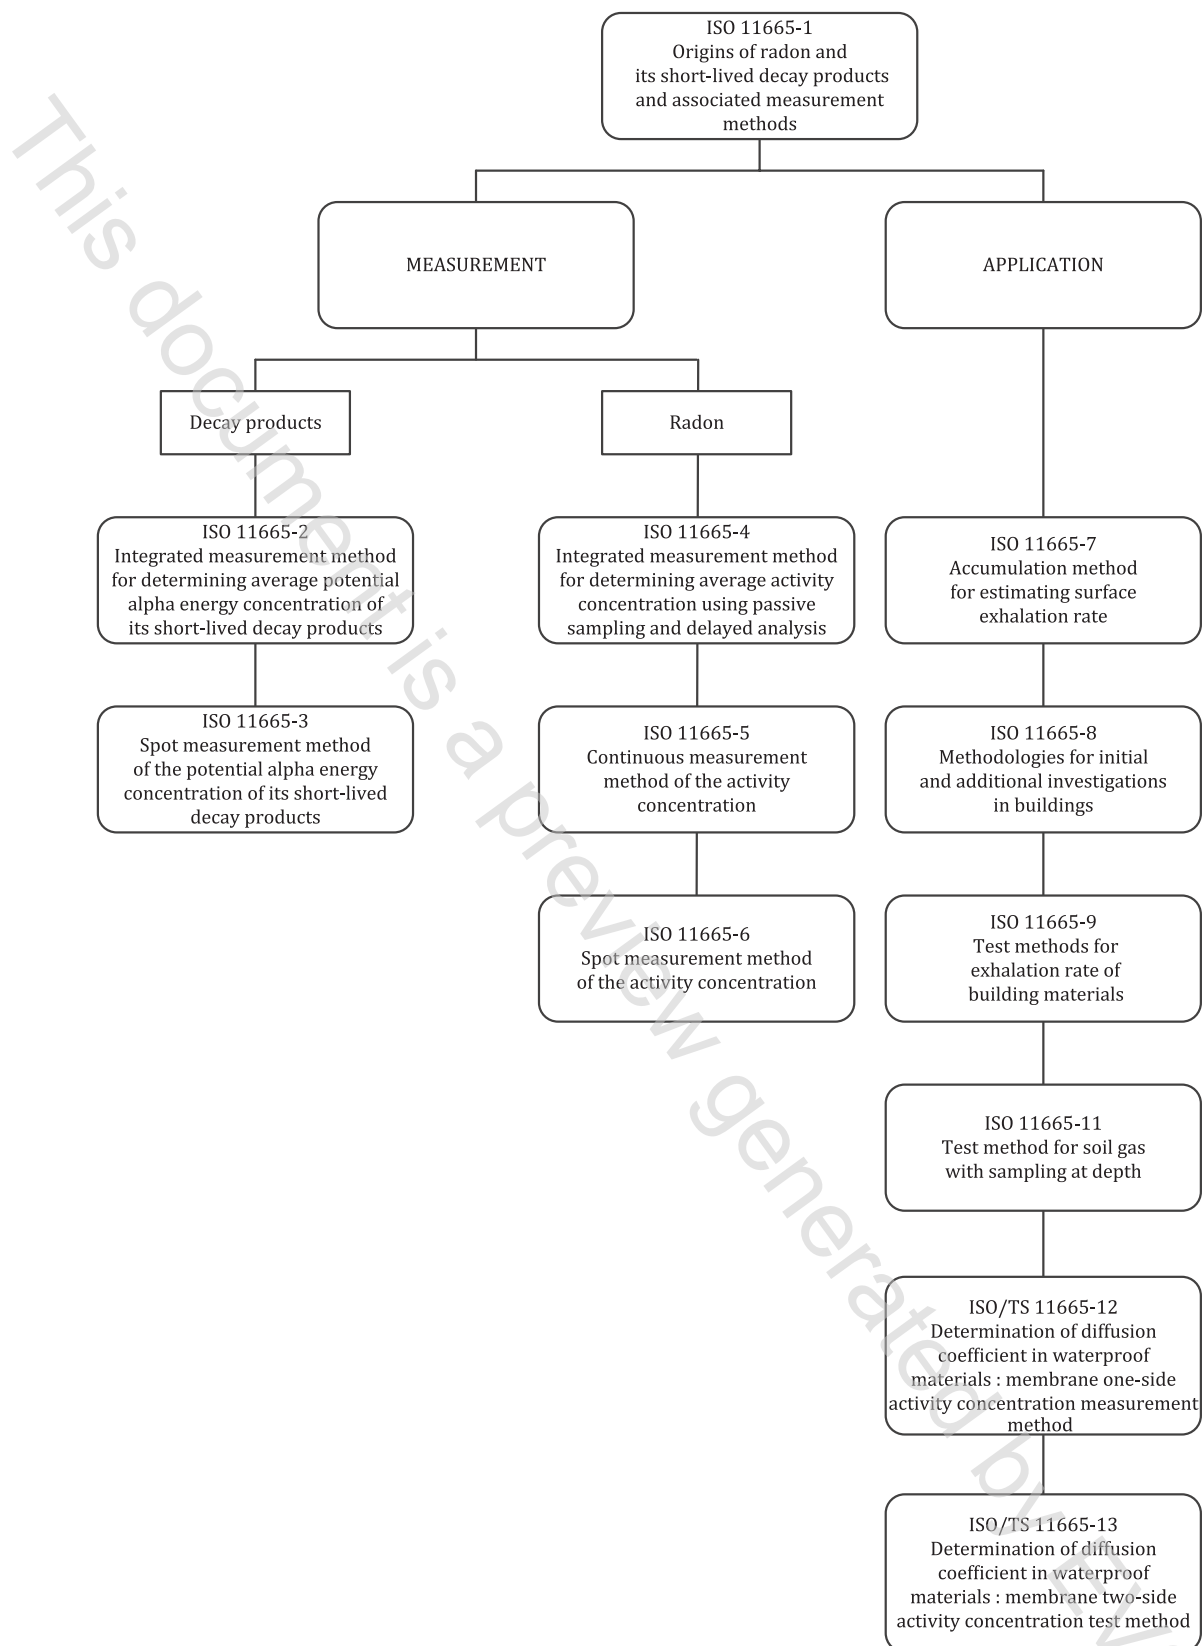 ISO 11665-1
Origins of radon and
its short-lived decay products
and associated measurement
methods
MEASUREMENT
APPLICATION
Decay products
Radon
ISO 11665-2
Integrated measurement method
for determining average potential
alpha energy concentration of
its short-lived decay products
ISO 11665-4
Integrated measurement method
for determining average activity
concentration using passive
sampling and delayed analysis
ISO 11665-7
Accumulation method
for estimating surface
exhalation rate
ISO 11665-3
Spot measurement method
of the potential alpha energy
concentration of its short-lived
decay products
ISO 11665-5
Continuous measurement
method of the activity
concentration
ISO 11665-8
Methodologies for initial
and additional investigations
in buildings
ISO 11665-6
Spot measurement method
of the activity concentration
ISO 11665-9
Test methods for
exhalation rate of
building materials
ISO 11665-11
Test method for soil gas
with sampling at depth
ISO/TS 11665-12
Determination of diffusion
coefficient in waterproof
materials : membrane one-side
activity concentration measurement
method
ISO/TS 11665-13
Determination of diffusion
coefficient in waterproof
materials : membrane two-side
activity concentration test method
This document is a preview generated by EV